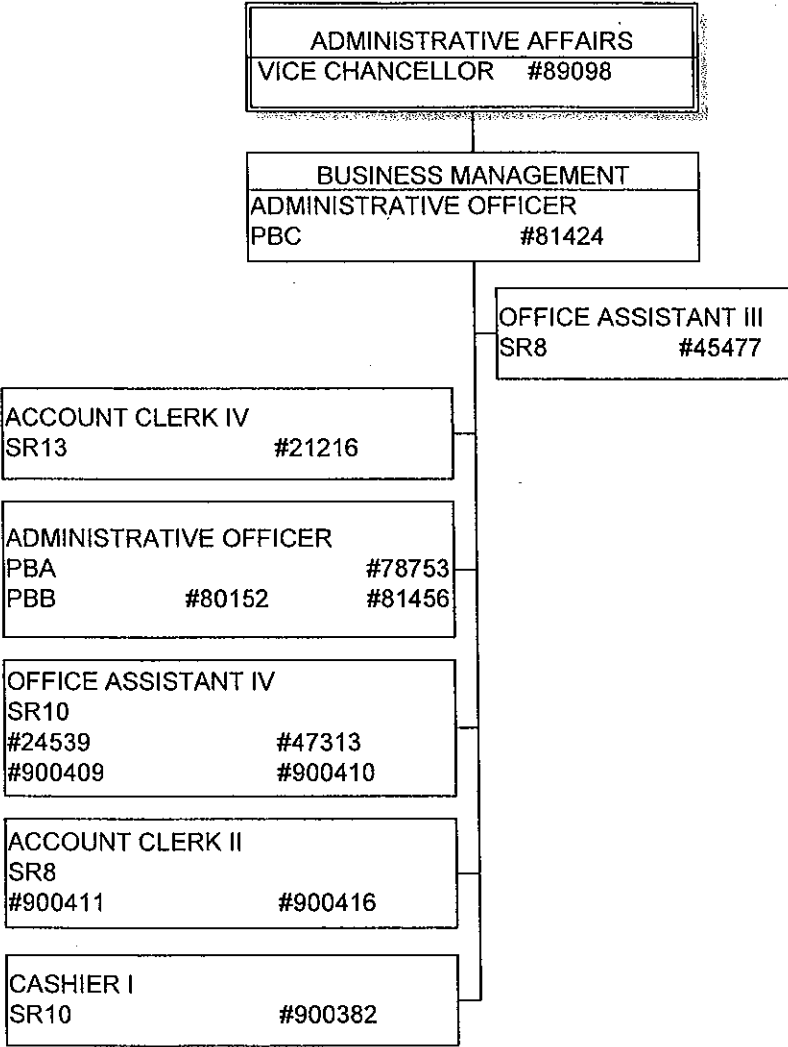 ADMINISTRATIVE AFFAIRS
VICE CHANCELLOR #89098
BUSINESS MANAGEMENT
ADMINISTRATIVE OFFICER
PBC #81424
OFFICE ASSISTANT III
SR8 #45477
ACCOUNT CLERK IV
SR13 #21216
ADMINISTRATIVE OFFICER
PBA #78753
PBB #80152 #81456
OFFICE ASSISTANT IV
SR10
#24539 #47313
#900409 #900410
ACCOUNT CLERK II
SR8
#900411 #900416
CASHIER I
SR10 #900382